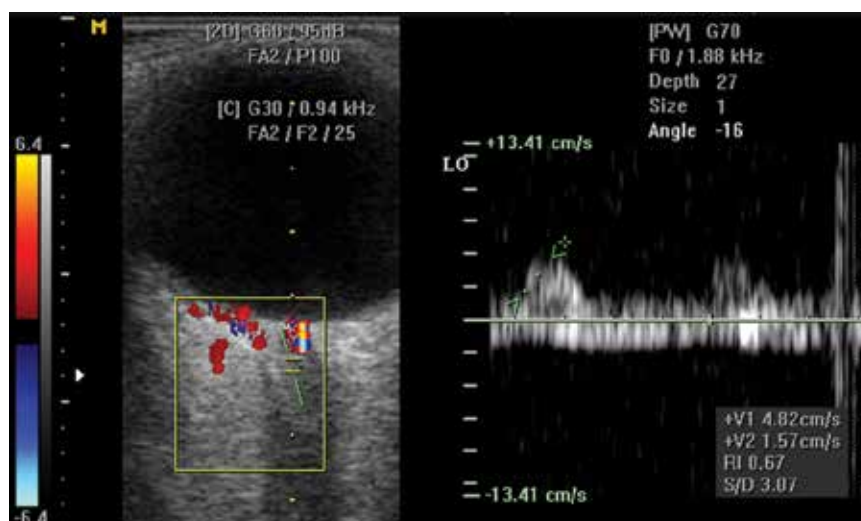 M
[2D] G60 / 95dB
FA2 / P100
[C] G30 / 0.94 kHz
FA2 / F2 / 25
6.4
-6.4
[PW] G70
F0 / 1.88 kHz
Depth 27
Size 1
Angle -16
+13.41 cm/s
LO
-13.41 cm/s
+V1 4.82cm/s
+V2 1.57cm/s
RI 0.67
S/D 3.07